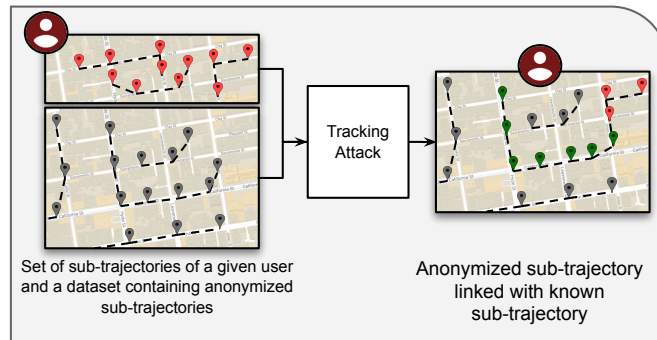 Tracking
Attack
Set of sub-trajectories of a given user
and a dataset containing anonymized
sub-trajectories
Anonymized sub-trajectory
linked with known
sub-trajectory